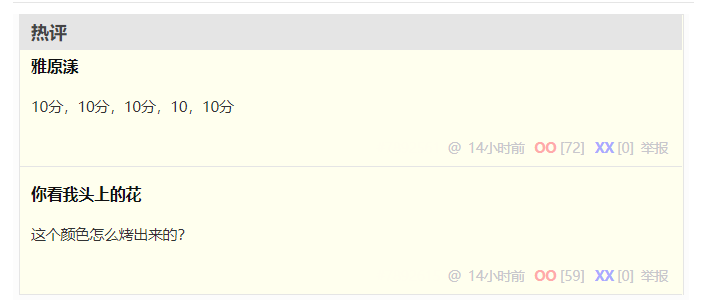 热评
雅原漾
10分，10分，10分，10，10分
@ 14小时前 OO [72] XX [0] 举报
你看我头上的花
这个颜色怎么烤出来的？
@ 14小时前 OO [59] XX [0] 举报